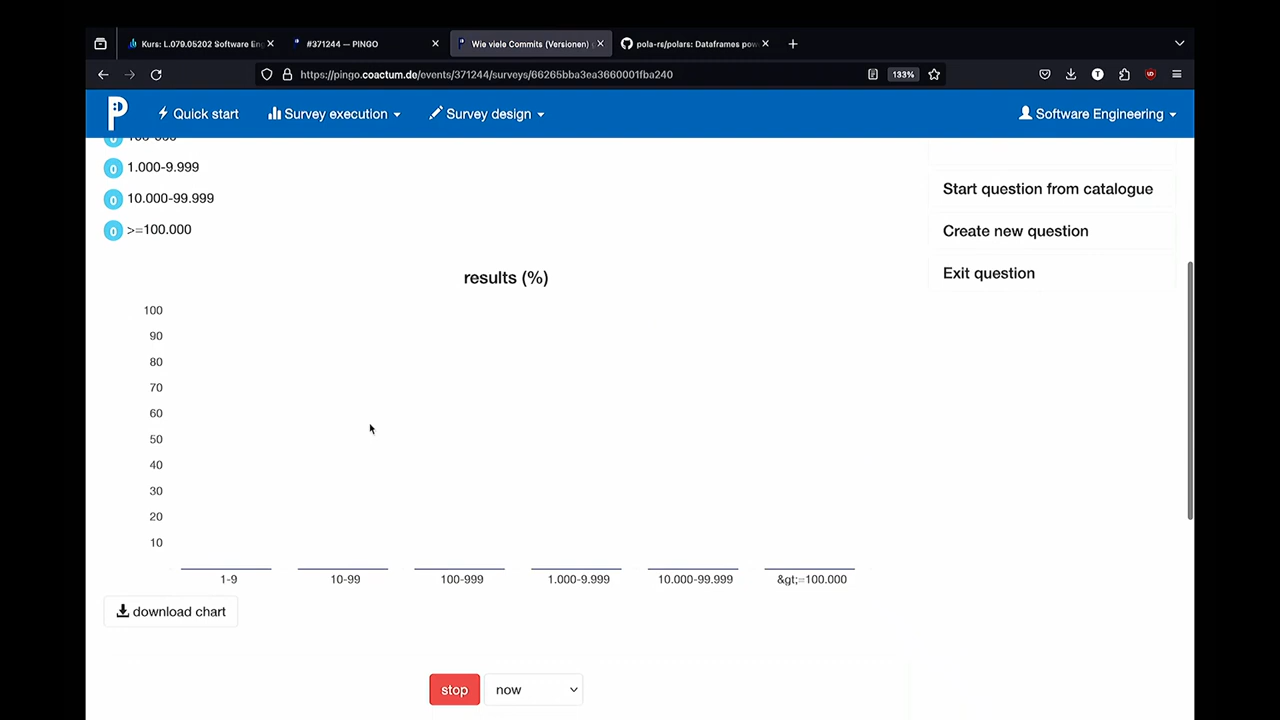 Kurs: L.079.05202 Software En
#371244 — PINGO
Wie viele Commits (Versionen)
pola-rs/polars: Dataframes pow
https://pingo.coactum.de/events/371244/surveys/66265bba3ea3660001fba240
133%
Quick start
Survey execution
Survey design
Software Engineering
0 100-999
0 1.000-9.999
0 10.000-99.999
0 >=100.000
Start question from catalogue
Create new question
Exit question
results (%)
100
90
80
70
60
50
40
30
20
10
1-9
10-99
100-999
1.000-9.999
10.000-99.999
&gt;=100.000
download chart
stop
now